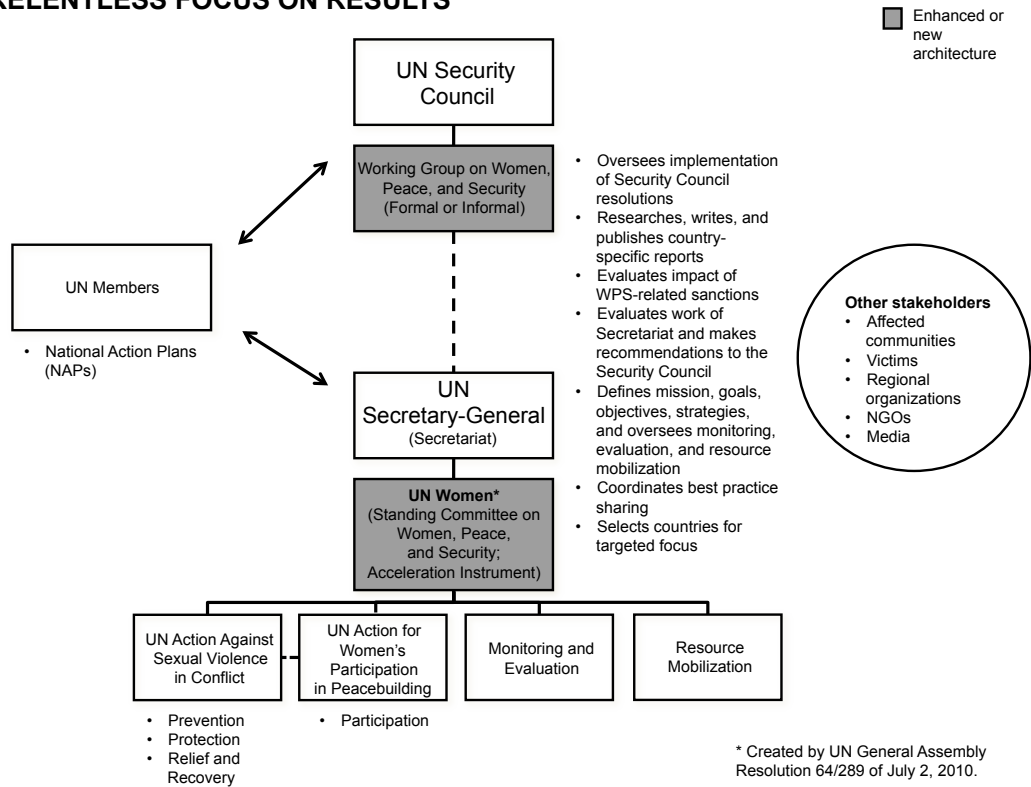 RELENTLESS FOCUS ON RESULTS
Enhanced or
new
architecture
UN Security
Council
Working Group on Women,
Peace, and Security
(Formal or Informal)
• Oversees implementation
of Security Council
resolutions
• Researches, writes, and
publishes country-
specific reports
• Evaluates impact of
WPS-related sanctions
• Evaluates work of
Secretariat and makes
recommendations to the
Security Council
• Defines mission, goals,
objectives, strategies,
and oversees monitoring,
evaluation, and resource
mobilization
• Coordinates best practice
sharing
• Selects countries for
targeted focus
UN Members
• National Action Plans
(NAPs)
Other stakeholders
• Affected
communities
• Victims
• Regional
organizations
• NGOs
• Media
UN
Secretary-General
(Secretariat)
UN Women*
(Standing Committee on
Women, Peace,
and Security;
Acceleration Instrument)
UN Action Against
Sexual Violence
in Conflict
UN Action for
Women’s
Participation
in Peacebuilding
Monitoring and
Evaluation
Resource
Mobilization
• Prevention
• Protection
• Relief and
Recovery
• Participation
* Created by UN General Assembly
Resolution 64/289 of July 2, 2010.